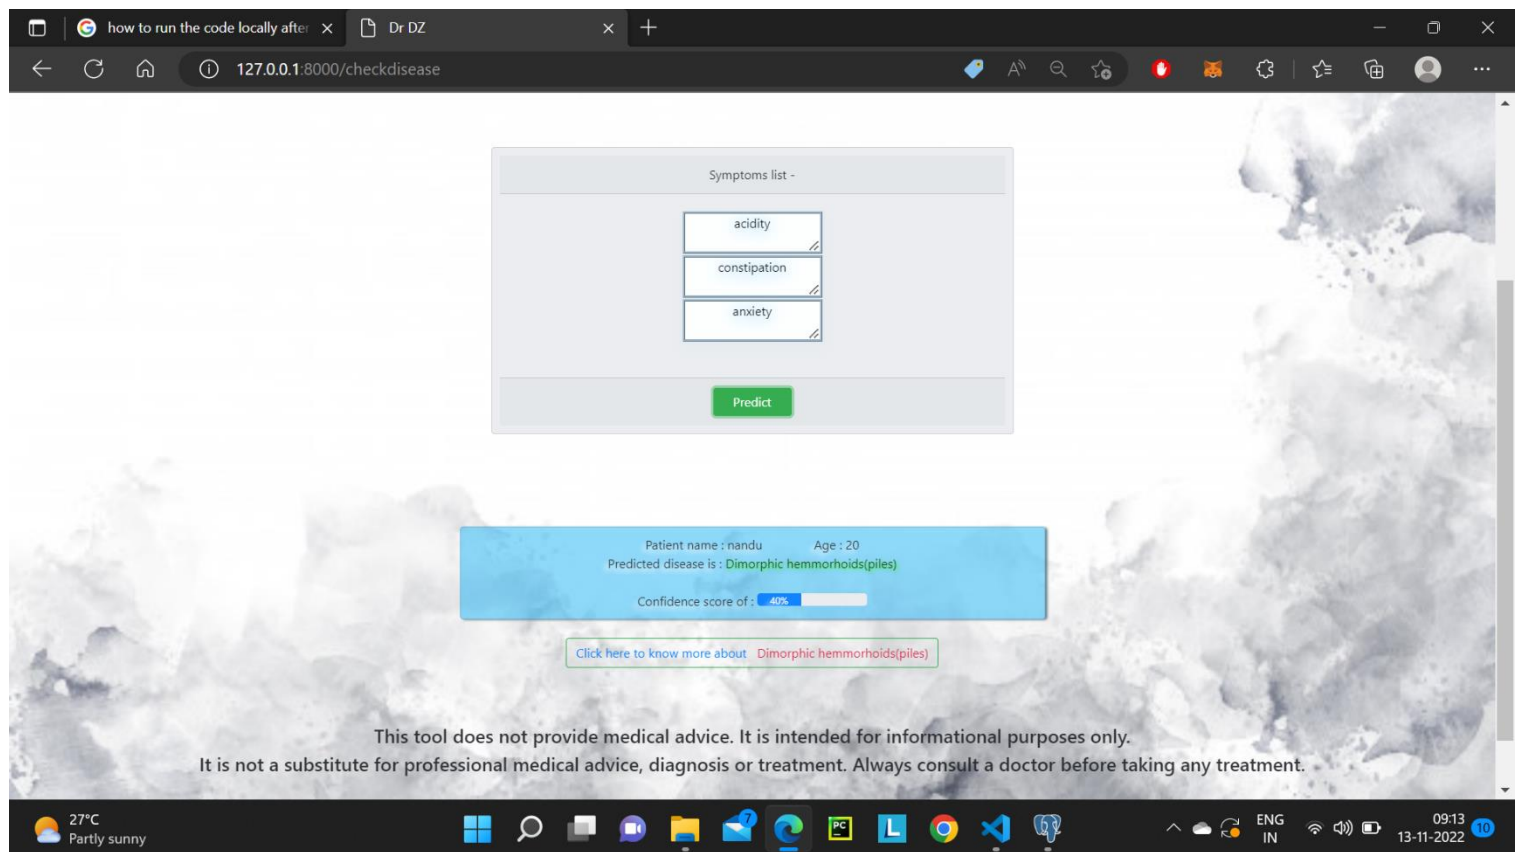 how to run the code locally after
Dr DZ
127.0.0.1:8000/checkdisease
Symptoms list -
acidity
constipation
anxiety
Predict
Patient name : nandu Age : 20
Predicted disease is : Dimorphic hemmorhoids(piles)
Confidence score of : 40%
Click here to know more about Dimorphic hemmorhoids(piles)
This tool does not provide medical advice. It is intended for informational purposes only.
It is not a substitute for professional medical advice, diagnosis or treatment. Always consult a doctor before taking any treatment.
27°C
Partly sunny
7
PC
L
ENG
IN
09:13
13-11-2022
10